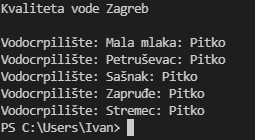 Kvaliteta vode Zagreb
Vodocrpilište: Mala mlaka: Pitko
Vodocrpilište: Petruševac: Pitko
Vodocrpilište: Sašnak: Pitko
Vodocrpilište: Zapruđe: Pitko
Vodocrpilište: Stremec: Pitko
PS C:\Users\Ivan>